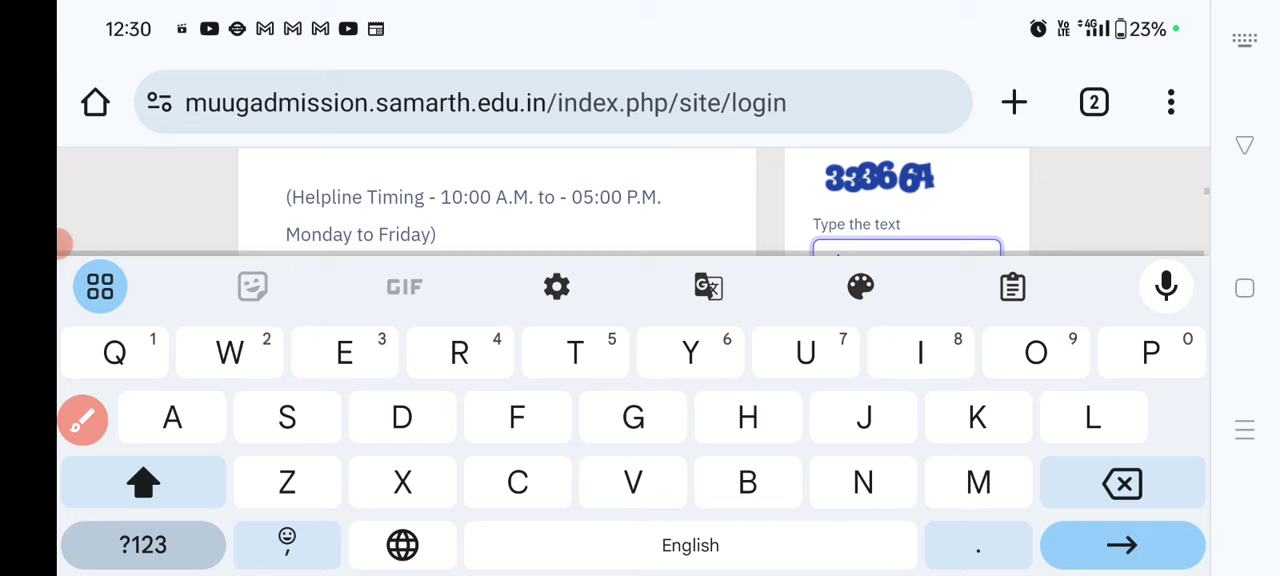 12:30 23%
muugadmission.samarth.edu.in/index.php/site/login 2
(Helpline Timing - 10:00 A.M. to - 05:00 P.M.
Monday to Friday)
Type the text
GIF
Q 1 W 2 E 3 R 4 T 5 Y 6 U 7 I 8 O 9 P 0
A S D F G H J K L
Z X C V B N M
?123 , English .